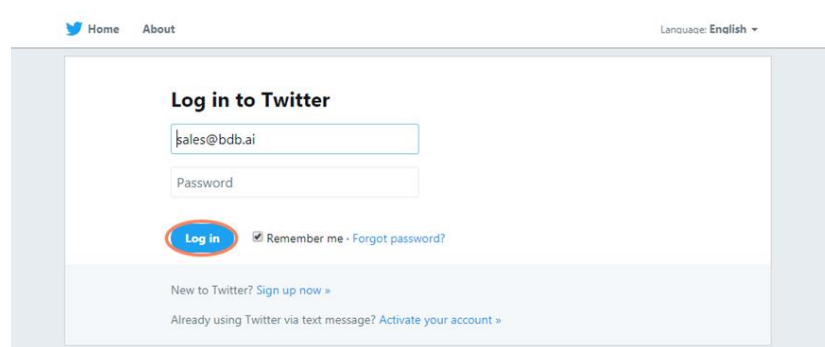 Home About Language: English
Log in to Twitter
sales@bdb.ai
Password
Log in Remember me · Forgot password?
New to Twitter? Sign up now »
Already using Twitter via text message? Activate your account »